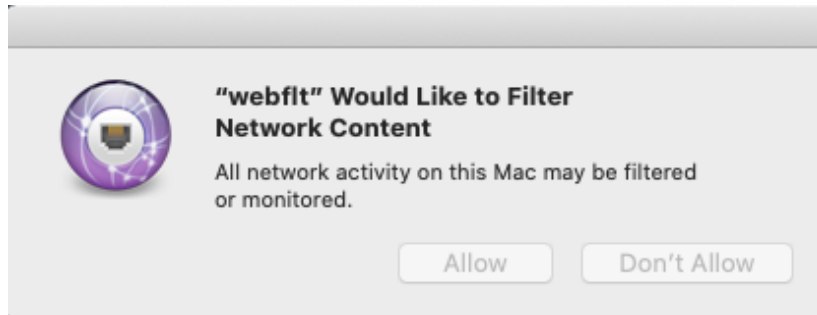 “webflt” Would Like to Filter
Network Content
All network activity on this Mac may be filtered
or monitored.
Allow
Don’t Allow